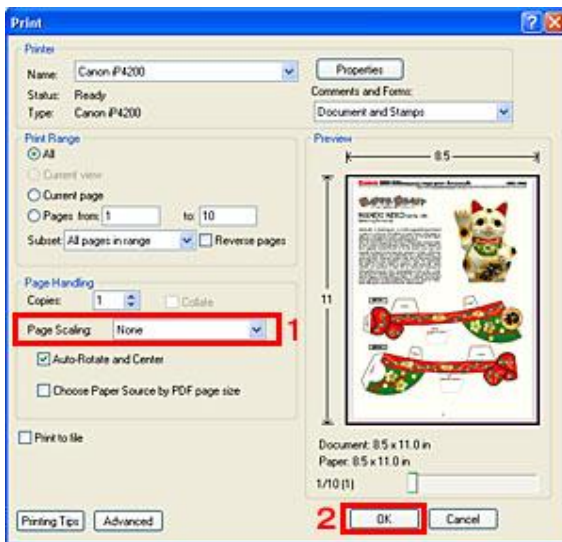 Print
Printer
Name: Canon iP4200
Properties
Status: Ready
Comments and Forms:
Type: Canon iP4200
Document and Stamps
Print Range
All
Current view
Current page
Pages from: 1 to: 10
Subset: All pages in range
Reverse pages
Preview
8.5
11
Page Handling
Copies: 1
Collate
Page Scaling: None
1
Auto-Rotate and Center
Choose Paper Source by PDF page size
Print to file
Document: 8.5 x 11.0 in
Paper: 8.5 x 11.0 in
1/10 (1)
Printing Tips
Advanced
2
OK
Cancel